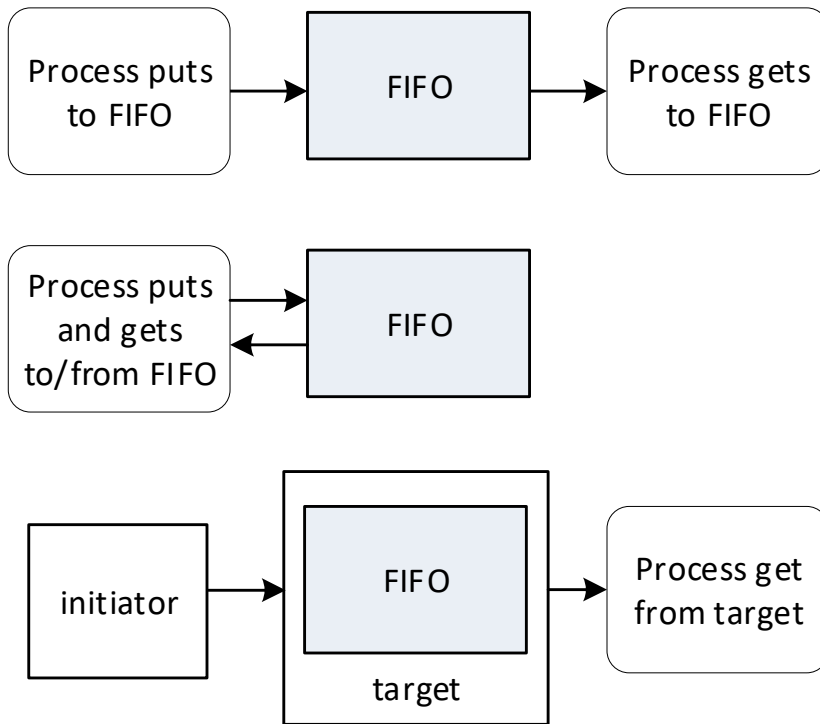 Process puts
to FIFO
FIFO
Process gets
to FIFO
Process puts
and gets
to/from FIFO
FIFO
initiator
FIFO
target
Process get
from target